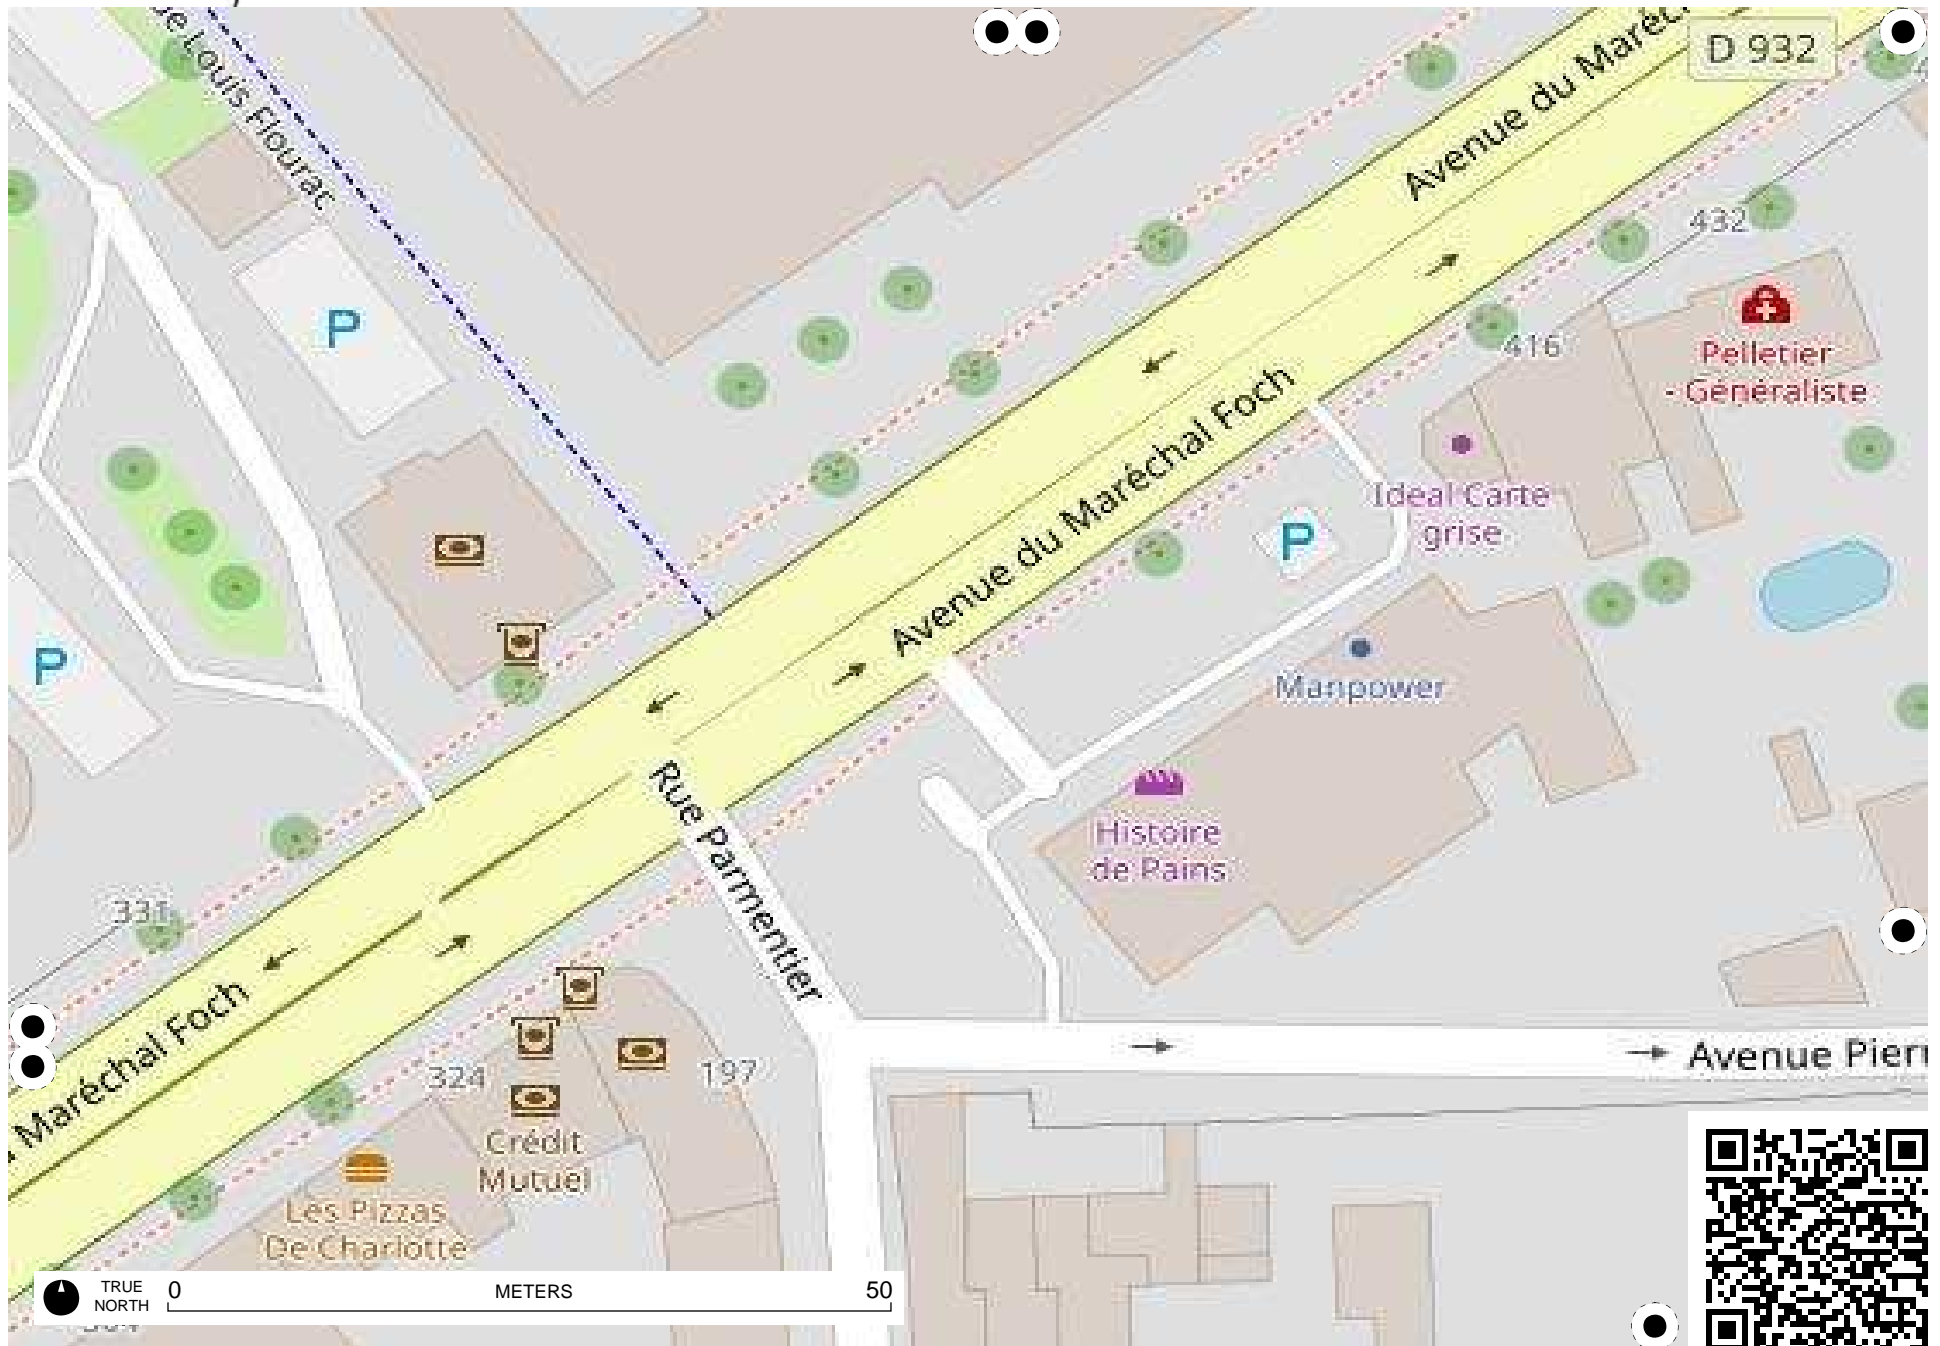 ue Louis Flourac
Avenue du Maréc
D 932
432
P
416
Pelletier
- Généraliste
Avenue du Maréchal Foch
Ideal Carte
grise
P
P
Manpower
Rue Parmentier
Histoire
de Pains
331
Maréchal Foch
324
197
Avenue Pier
Crédit
Mutuel
Les Pizzas
De Charlotte
TRUE
NORTH
0
METERS
50